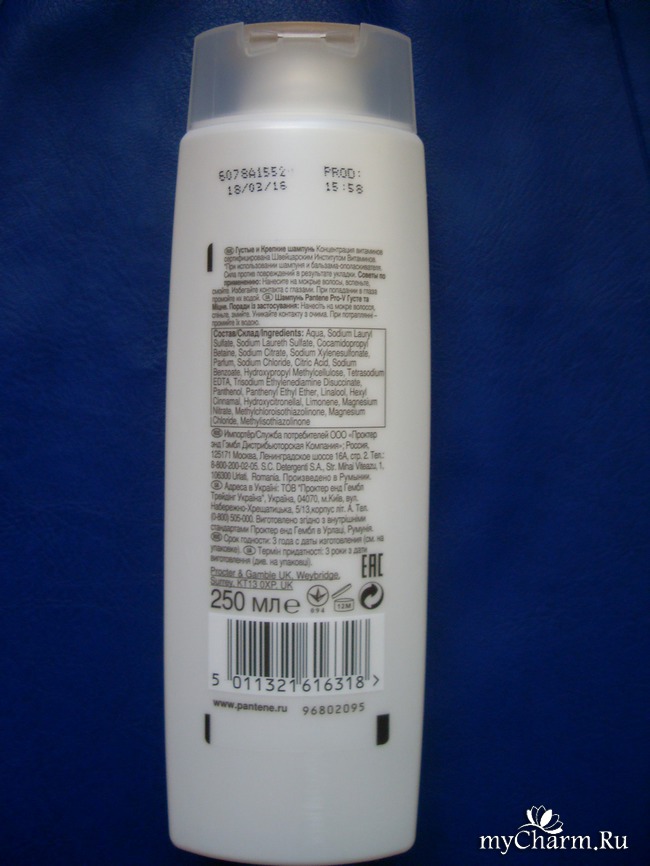 6078A1552 PROD:
18/03/16 15:58
Густые и Крепкие шампунь Концентрация витаминов
сертифицирована Швейцарским Институтом Витаминов.
*При использовании шампуня и бальзама-ополаскивателя.
Сила против повреждений в результате укладки. Советы по
применению: Нанесите на мокрые волосы, вспеньте,
смойте. Избегайте контакта с глазами. При попадании в глаза
промойте их водой. Шампунь Pantene Pro-V Густе та
Міцне. Поради із застосування: Нанесіть на мокре волосся,
спіньте, змийте. Уникайте контакту з очима. При потраплянні -
промийте їх водою.
Состав/Склад/Ingredients: Aqua, Sodium Lauryl
Sulfate, Sodium Laureth Sulfate, Cocamidopropyl
Betaine, Sodium Citrate, Sodium Xylenesulfonate,
Parfum, Sodium Chloride, Citric Acid, Sodium
Benzoate, Hydroxypropyl Methylcellulose, Tetrasodium
EDTA, Trisodium Ethylenediamine Disuccinate,
Panthenol, Panthenyl Ethyl Ether, Linalool, Hexyl
Cinnamal, Hydroxycitronellal, Limonene, Magnesium
Nitrate, Methylchloroisothiazolinone, Magnesium
Chloride, Methylisothiazolinone
Импортёр/Служба потребителей ООО «Проктер
энд Гэмбл Дистрибьюторская Компания»; Россия,
125171 Москва, Ленинградское шоссе 16А, стр. 2. Тел.:
8-800-200-02-05. S.C. Detergenti S.A., Str. Mihai Viteazu, 1,
106300 Urlati, Romania. Произведено в Румынии.
Адреса в Україні: ТОВ "Проктер енд Гембл
Трейдінг Україна", Україна, 04070, м.Київ, вул.
Набережно-Хрещатицька, 5/13,корпус літ. А. Тел.
(0-800) 505-000. Виготовлено згідно з внутрішніми
стандартами Проктер енд Гембл в Урлаці, Румунія.
Срок годности: 3 года с даты изготовления (см. на
упаковке). Термін придатності: 3 роки з дати
виготовлення (див. на упаковці).
EAC
Procter & Gamble UK, Weybridge,
Surrey, KT13 0XP, UK
250 мл e 694 12M
5 011321 616318 >
www.pantene.ru 96802095
myCharm.Ru